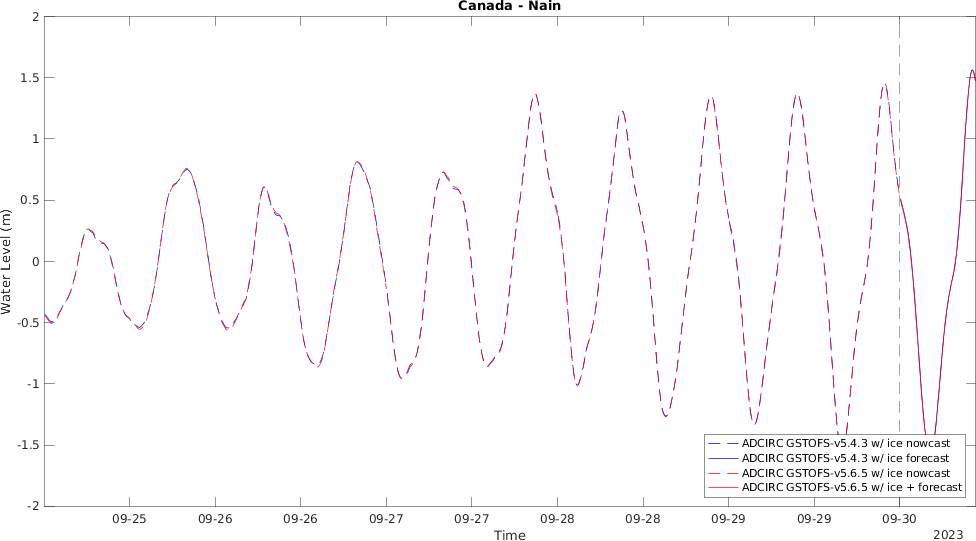 Canada - Nain
2
1.5
1
0.5
0
-0.5
-1
-1.5
-2
Water Level (m)
ADCIRC GSTOFS-v5.4.3 w/ ice nowcast
ADCIRC GSTOFS-v5.4.3 w/ ice forecast
ADCIRC GSTOFS-v5.6.5 w/ ice nowcast
ADCIRC GSTOFS-v5.6.5 w/ ice + forecast
09-25 09-26 09-26 09-27 09-27 09-28 09-28 09-29 09-29 09-30
Time
2023